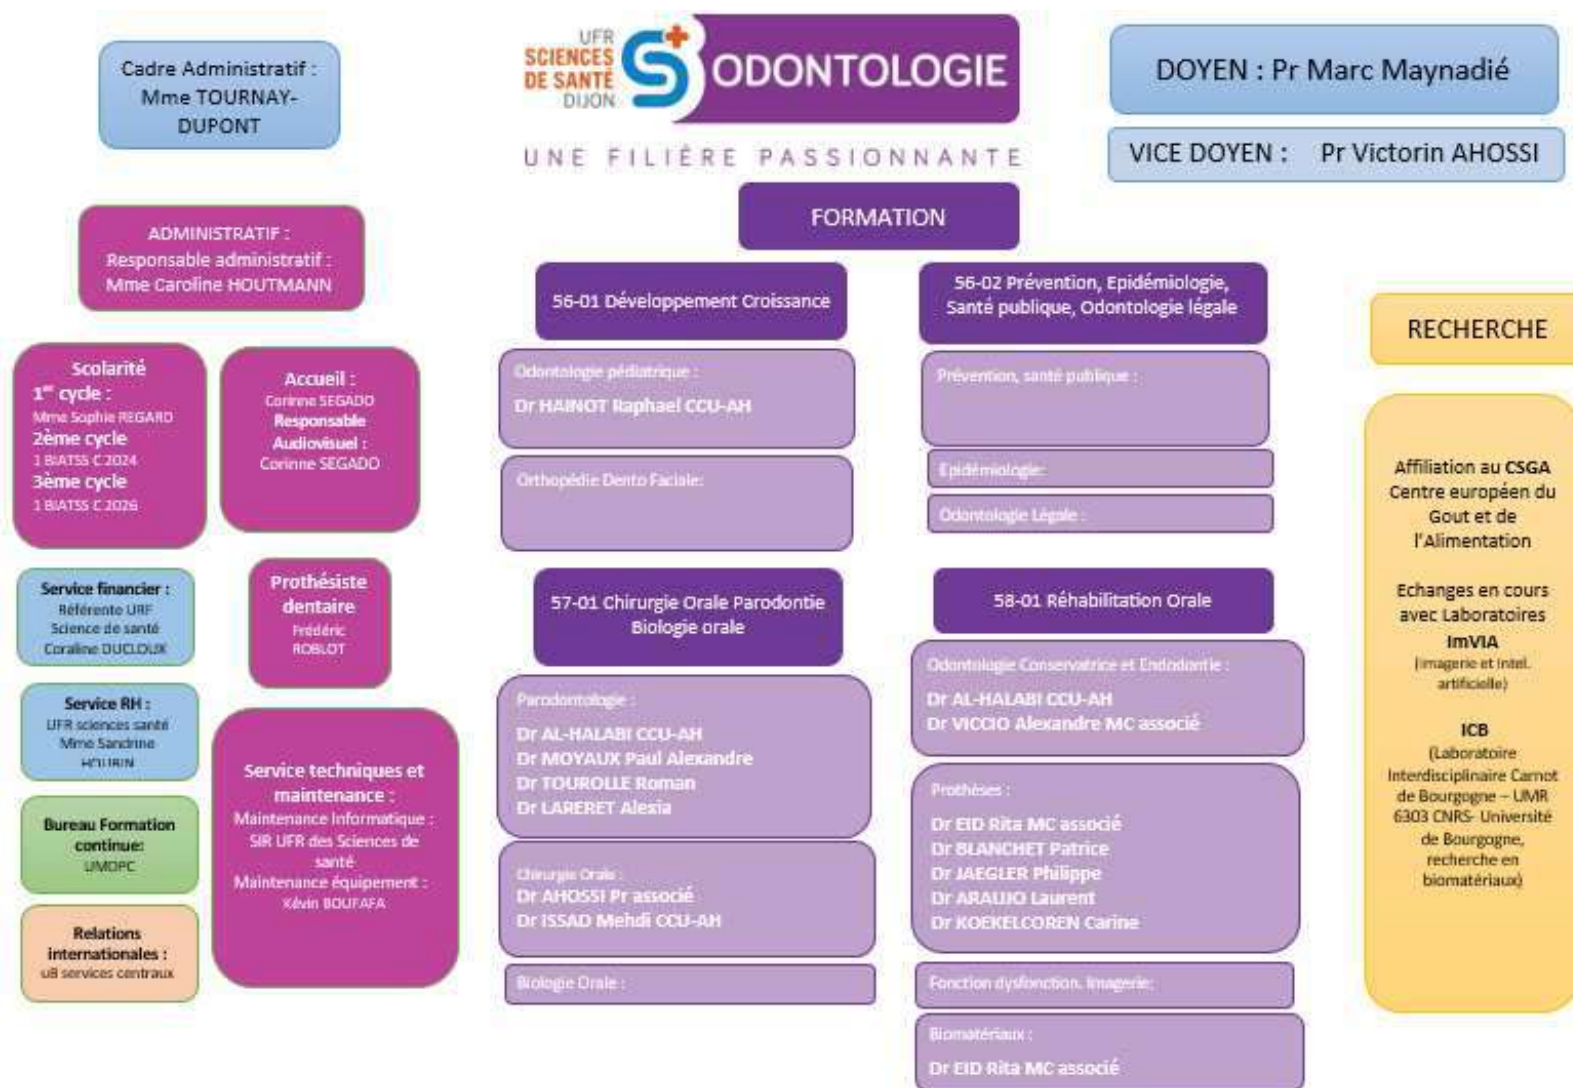 Cadre Administratif :
Mme TOURNAY-
DUPONT
UFR
SCIENCES
DE SANTÉ
DIJON
ODONTOLOGIE
UNE FILIÈRE PASSIONNANTE
DOYEN : Pr Marc Maynadié
VICE DOYEN : Pr Victorin AHOSSI
FORMATION
ADMINISTRATIF :
Responsable administratif :
Mme Caroline HOUTMANN
Scolarité
1er cycle :
Mme Sophie REGARD
2ème cycle
1 BIATSS C 2024
3ème cycle
1 BIATSS C 2026
Accueil :
Corinne SEGADO
Responsable
Audiovisuel :
Corinne SEGADO
Service financier :
Référente URF
Science de santé
Coraline DUCLOUX
Prothésiste
dentaire
Frédéric
ROBLOT
Service RH :
UFR sciences santé
Mme Sandrine
HOUBIN
Service techniques et
maintenance :
Maintenance Informatique :
SIR UFR des Sciences de
santé
Maintenance équipement :
Kévin BOUFAFA
Bureau Formation
continue:
UMDPC
Relations
internationales :
uB services centraux
56-01 Développement Croissance
Odontologie pédiatrique :
Dr HAINOT Raphael CCU-AH
Orthopédie Dento Faciale:
56-02 Prévention, Epidémiologie,
Santé publique, Odontologie légale
Prévention, santé publique :
Epidémiologie:
Odontologie Légale :
57-01 Chirurgie Orale Parodontie
Biologie orale
Parodontologie :
Dr AL-HALABI CCU-AH
Dr MOYAUX Paul Alexandre
Dr TOUROLLE Roman
Dr LARERET Alexia
Chirurgie Orale :
Dr AHOSSI Pr associé
Dr ISSAD Mehdi CCU-AH
Biologie Orale :
58-01 Réhabilitation Orale
Odontologie Conservatrice et Endodontie :
Dr AL-HALABI CCU-AH
Dr VICCIO Alexandre MC associé
Prothèses :
Dr EID Rita MC associé
Dr BLANCHET Patrice
Dr JAEGLER Philippe
Dr ARAUJO Laurent
Dr KOEKELCOREN Carine
Fonction dysfonction, Imagerie:
Biomatériaux :
Dr EID Rita MC associé
RECHERCHE
Affiliation au CSGA
Centre européen du
Gout et de
l'Alimentation
Echanges en cours
avec Laboratoires
ImVIA
(Imagerie et Intel.
artificielle)
ICB
(Laboratoire
Interdisciplinaire Carnot
de Bourgogne – UMR
6303 CNRS- Université
de Bourgogne,
recherche en
biomatériaux)